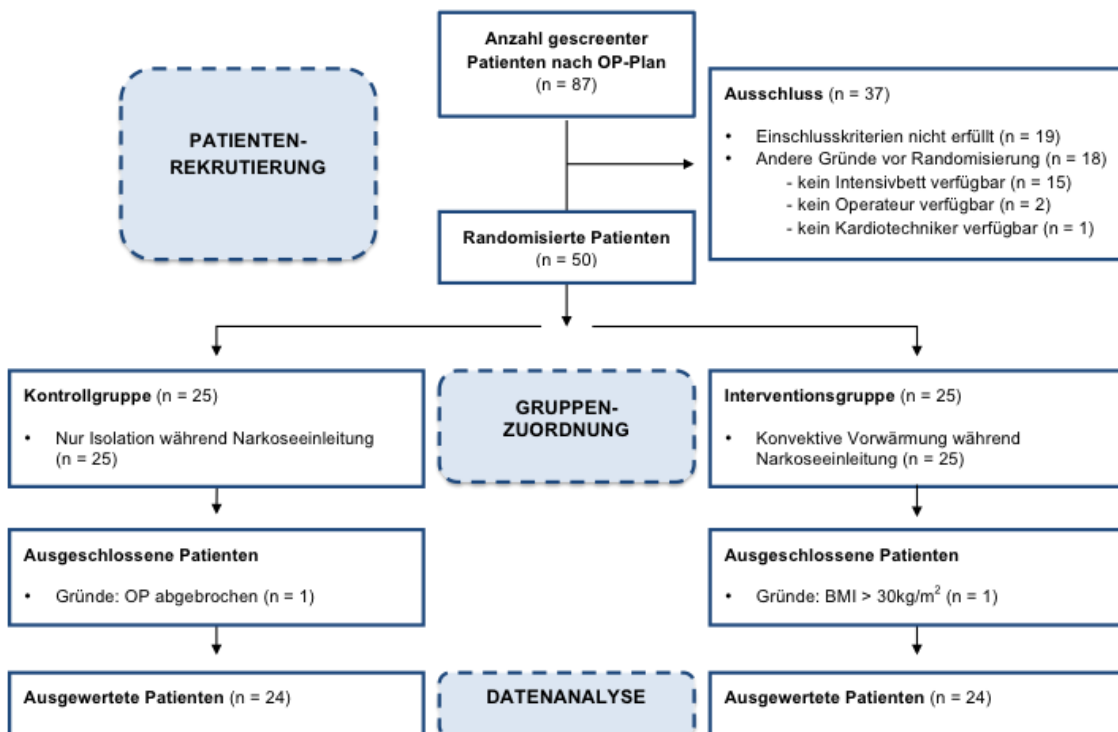 Anzahl gescreenter
Patienten nach OP-Plan
(n = 87)
PATIENTEN-
REKRUTIERUNG
Ausschluss (n = 37)
• Einschlusskriterien nicht erfüllt (n = 19)
• Andere Gründe vor Randomisierung (n = 18)
- kein Intensivbett verfügbar (n = 15)
- kein Operateur verfügbar (n = 2)
- kein Kardiotechniker verfügbar (n = 1)
Randomisierte Patienten
(n = 50)
Kontrollgruppe (n = 25)
• Nur Isolation während Narkoseeinleitung
(n = 25)
GRUPPEN-
ZUORDNUNG
Interventionsgruppe (n = 25)
• Konvektive Vorwärmung während
Narkoseeinleitung (n = 25)
Ausgeschlossene Patienten
• Gründe: OP abgebrochen (n = 1)
Ausgeschlossene Patienten
• Gründe: BMI > 30kg/m² (n = 1)
Ausgewertete Patienten (n = 24)
DATENANALYSE
Ausgewertete Patienten (n = 24)